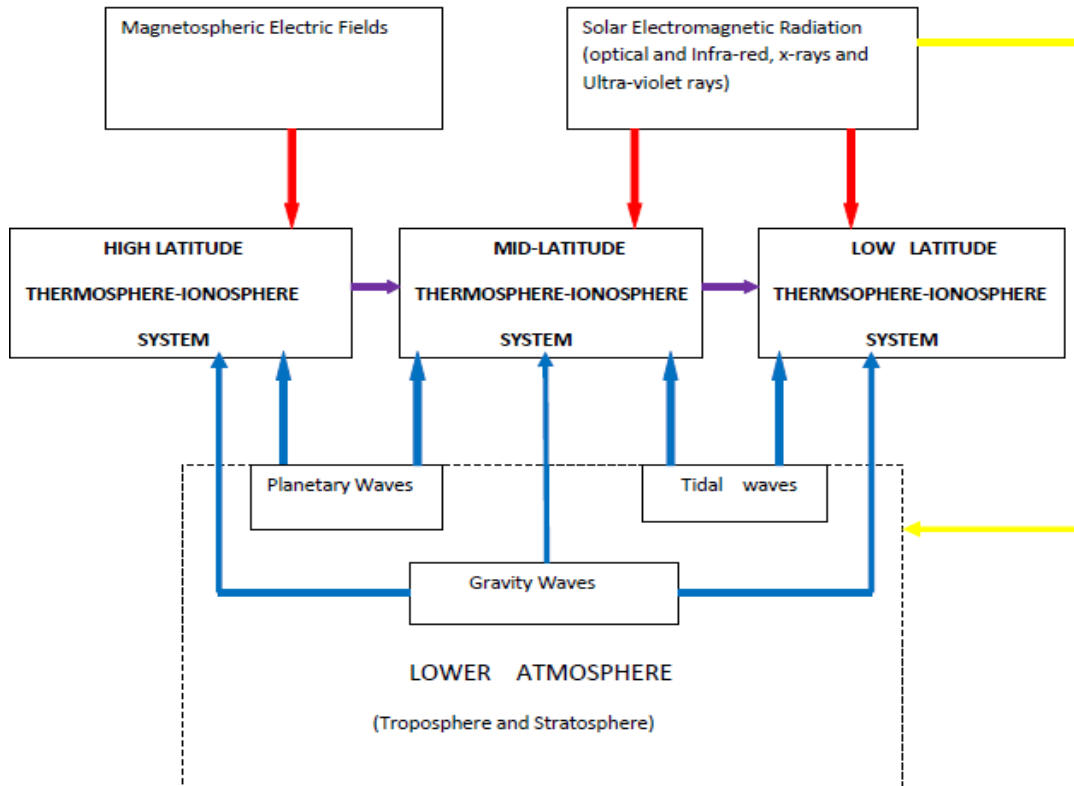 Magnetospheric Electric Fields
Solar Electromagnetic Radiation
(optical and Infra-red, x-rays and
Ultra-violet rays)
HIGH LATITUDE
THERMOSPHERE-IONOSPHERE
SYSTEM
MID-LATITUDE
THERMOSPHERE-IONOSPHERE
SYSTEM
LOW LATITUDE
THERMSOPHERE-IONOSPHERE
SYSTEM
Planetary Waves
Tidal waves
Gravity Waves
LOWER ATMOSPHERE
(Troposphere and Stratosphere)